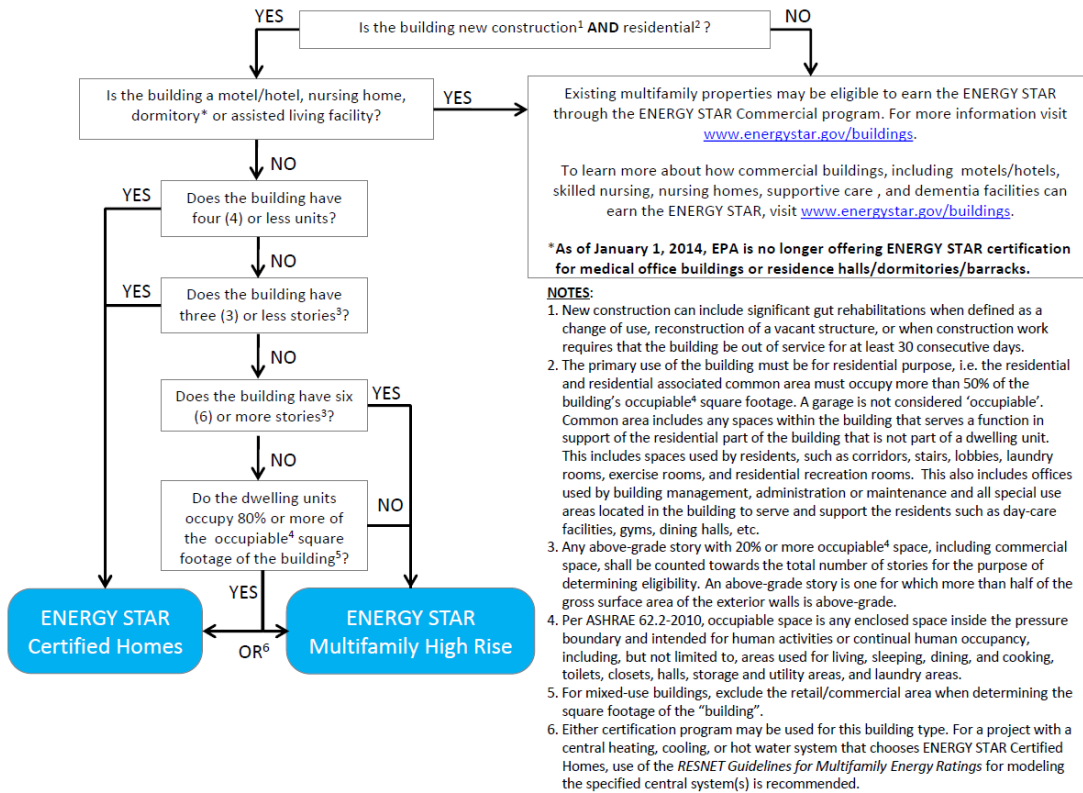 YES
Is the building new construction¹ AND residential² ?
NO
Is the building a motel/hotel, nursing home,
dormitory* or assisted living facility?
YES
NO
Existing multifamily properties may be eligible to earn the ENERGY STAR
through the ENERGY STAR Commercial program. For more information visit
www.energystar.gov/buildings.
To learn more about how commercial buildings, including motels/hotels,
skilled nursing, nursing homes, supportive care , and dementia facilities can
earn the ENERGY STAR, visit www.energystar.gov/buildings.
*As of January 1, 2014, EPA is no longer offering ENERGY STAR certification
for medical office buildings or residence halls/dormitories/barracks.
YES
Does the building have
four (4) or less units?
NO
YES
Does the building have
three (3) or less stories³?
NO
Does the building have six
(6) or more stories³?
YES
NO
Do the dwelling units
occupy 80% or more of
the occupiable⁴ square
footage of the building⁵?
NO
YES
ENERGY STAR
Certified Homes
OR⁶
ENERGY STAR
Multifamily High Rise
NOTES:
1. New construction can include significant gut rehabilitations when defined as a
change of use, reconstruction of a vacant structure, or when construction work
requires that the building be out of service for at least 30 consecutive days.
2. The primary use of the building must be for residential purpose, i.e. the residential
and residential associated common area must occupy more than 50% of the
building's occupiable⁴ square footage. A garage is not considered 'occupiable'.
Common area includes any spaces within the building that serves a function in
support of the residential part of the building that is not part of a dwelling unit.
This includes spaces used by residents, such as corridors, stairs, lobbies, laundry
rooms, exercise rooms, and residential recreation rooms. This also includes offices
used by building management, administration or maintenance and all special use
areas located in the building to serve and support the residents such as day-care
facilities, gyms, dining halls, etc.
3. Any above-grade story with 20% or more occupiable⁴ space, including commercial
space, shall be counted towards the total number of stories for the purpose of
determining eligibility. An above-grade story is one for which more than half of the
gross surface area of the exterior walls is above-grade.
4. Per ASHRAE 62.2-2010, occupiable space is any enclosed space inside the pressure
boundary and intended for human activities or continual human occupancy,
including, but not limited to, areas used for living, sleeping, dining, and cooking,
toilets, closets, halls, storage and utility areas, and laundry areas.
5. For mixed-use buildings, exclude the retail/commercial area when determining the
square footage of the "building".
6. Either certification program may be used for this building type. For a project with a
central heating, cooling, or hot water system that chooses ENERGY STAR Certified
Homes, use of the RESNET Guidelines for Multifamily Energy Ratings for modeling
the specified central system(s) is recommended.